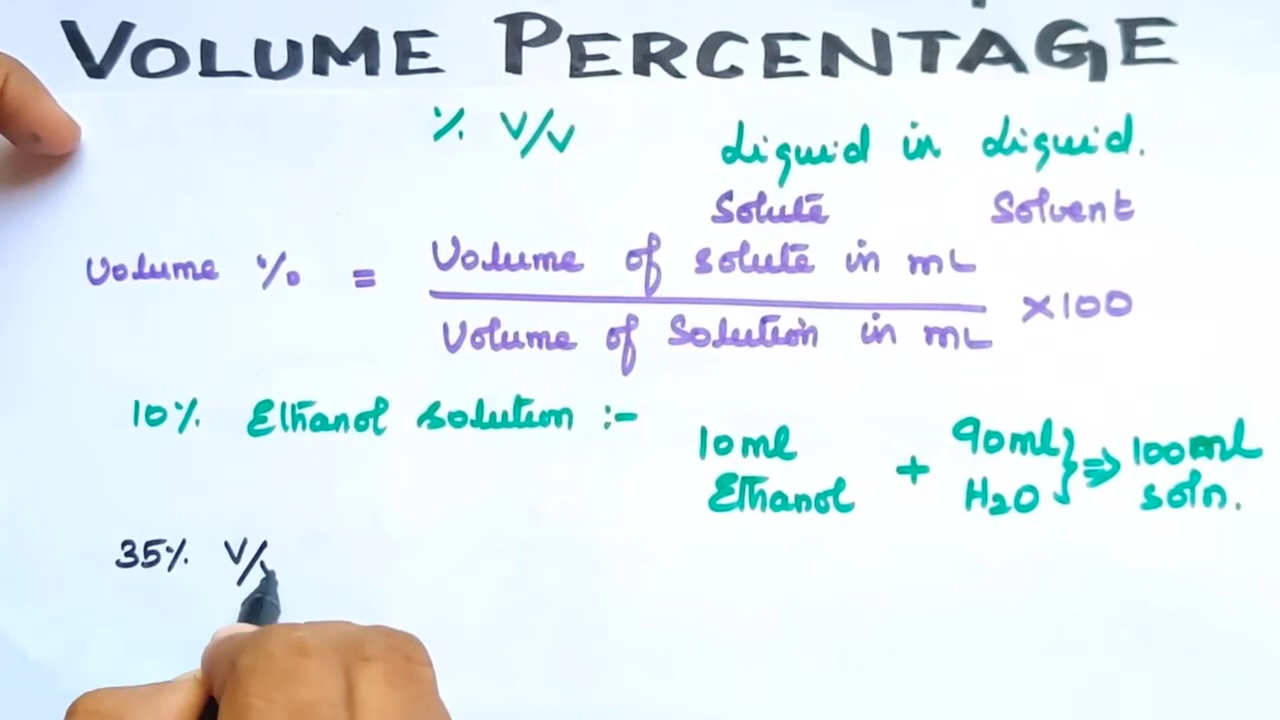 VOLUME PERCENTAGE
% V/V Liquid in Liquid.
Solute Solvent
Volume % = Volume of solute in mL
Volume of Solution in mL ×100
10% Ethanol solution :-
10ml + 90ml} ⇒ 100ml
Ethanol H2O soln.
35% V/